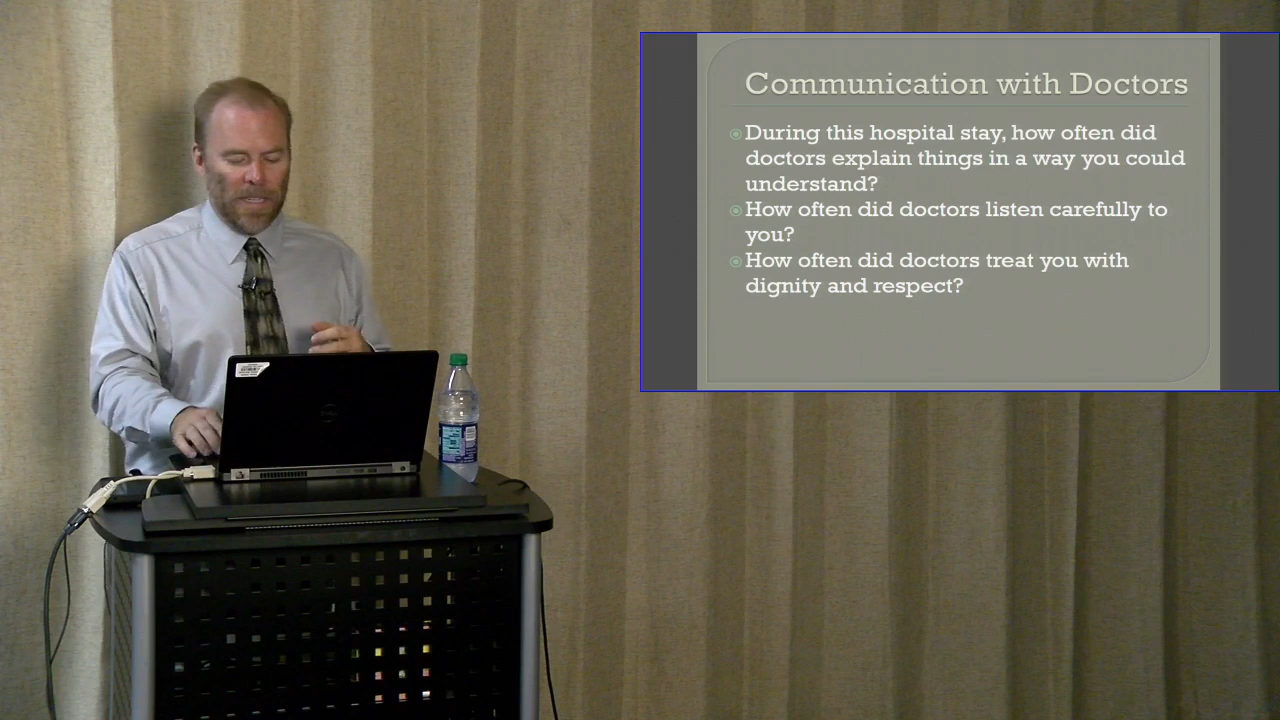 Communication with Doctors
During this hospital stay, how often did
doctors explain things in a way you could
understand?
How often did doctors listen carefully to
you?
How often did doctors treat you with
dignity and respect?
DELL